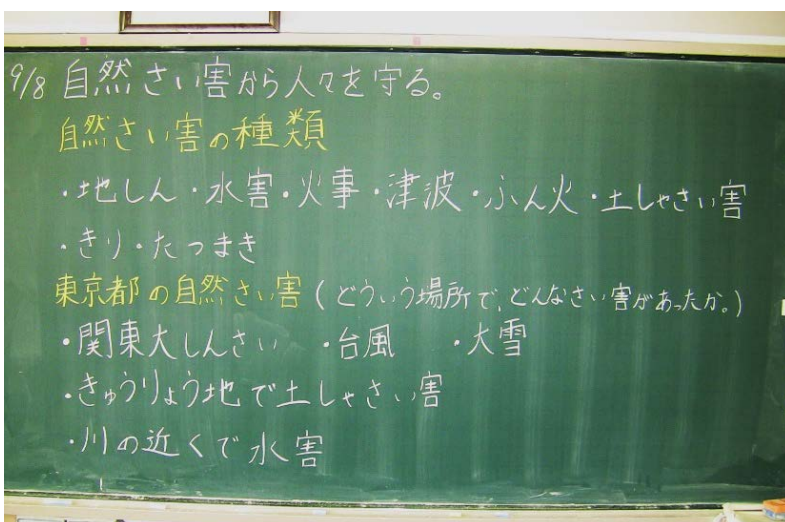 9/8 自然さい害から人々を守る。
自然さい害の種類
・地しん・水害・火事・津波・ふん火・土しゃさい害
・きり・たつまき
東京都の自然さい害(どういう場所で、どんなさい害があったか。)
・関東大しんさい ・台風 ・大雪
・きゅうりょう地で土しゃさい害
・川の近くで水害